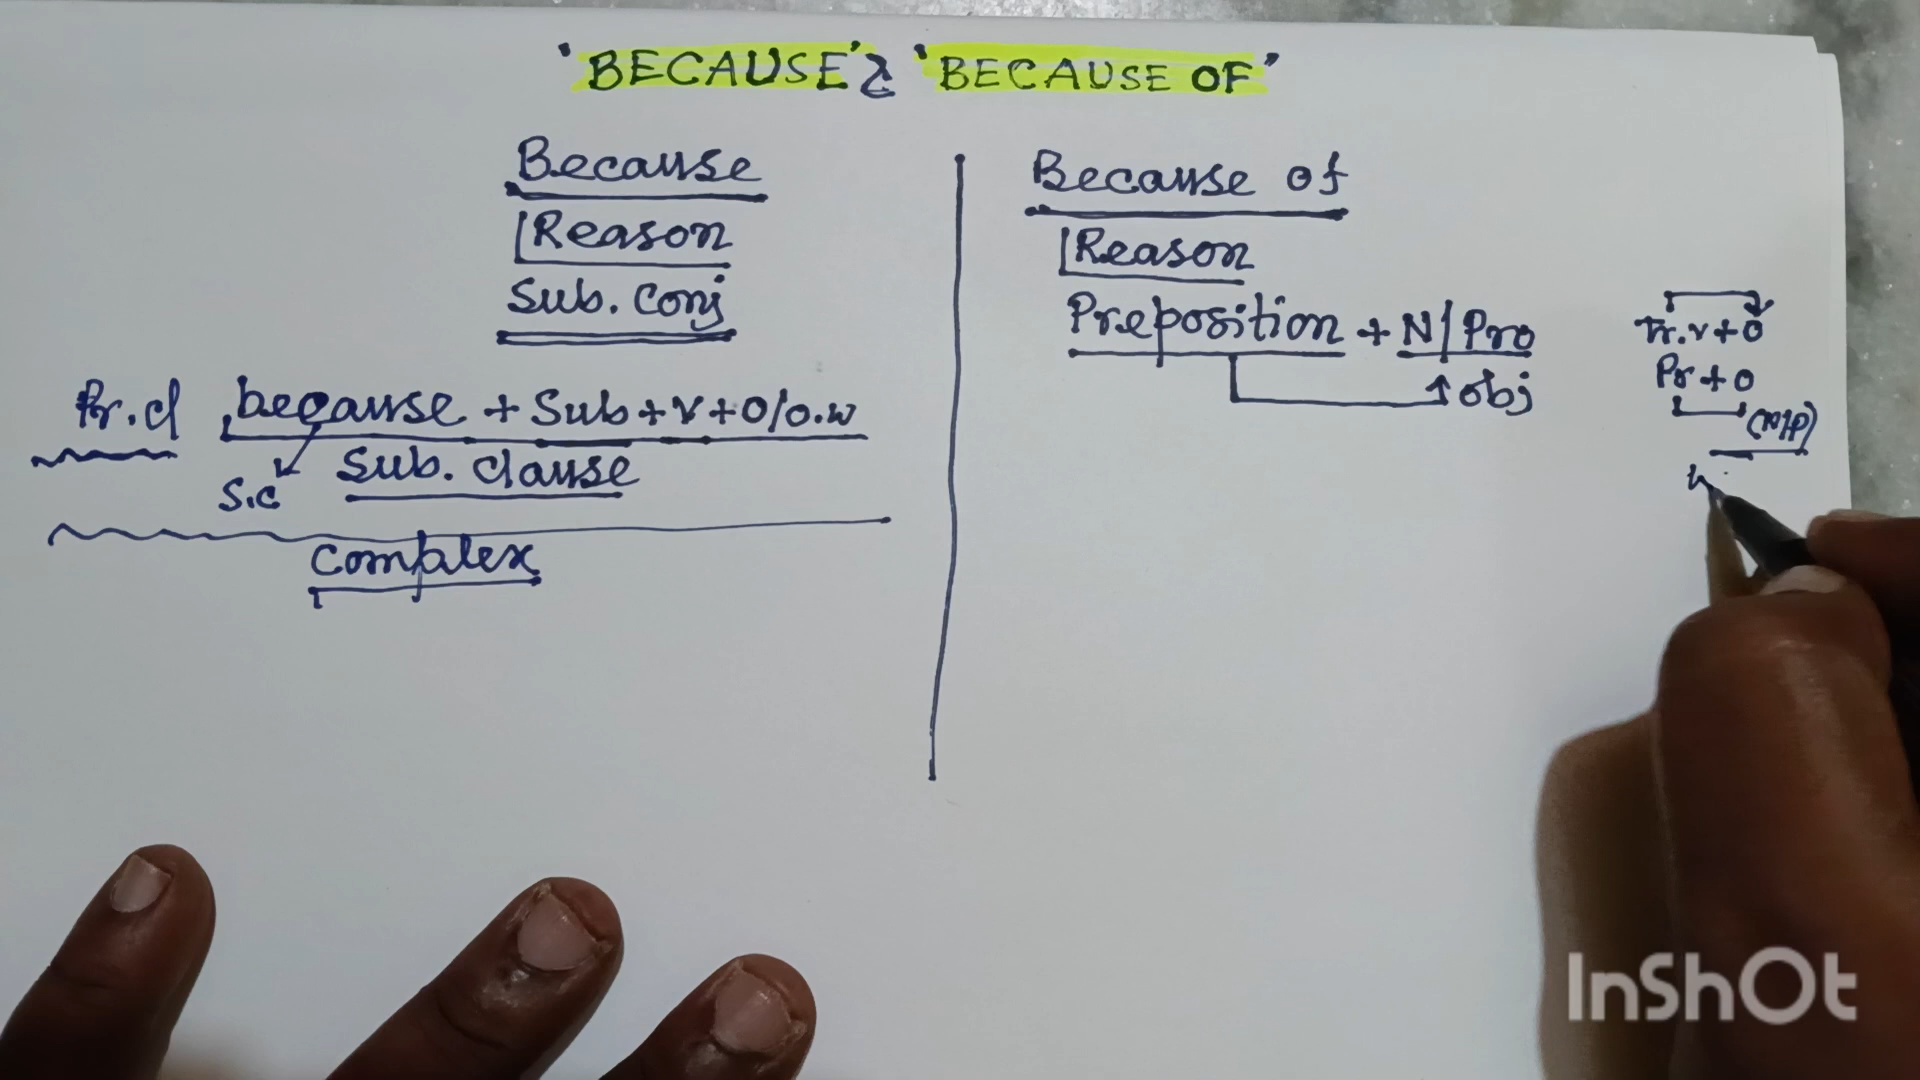 'BECAUSE' & 'BECAUSE OF'
Because
Reason
Sub. Conj
Pr.cl because + Sub + V + O/O.W
S.C Sub. clause
Complex
Because of
Reason
Preposition + N/Pro
obj
Tr.V + O
Pr + O
(N/P)
InShOt